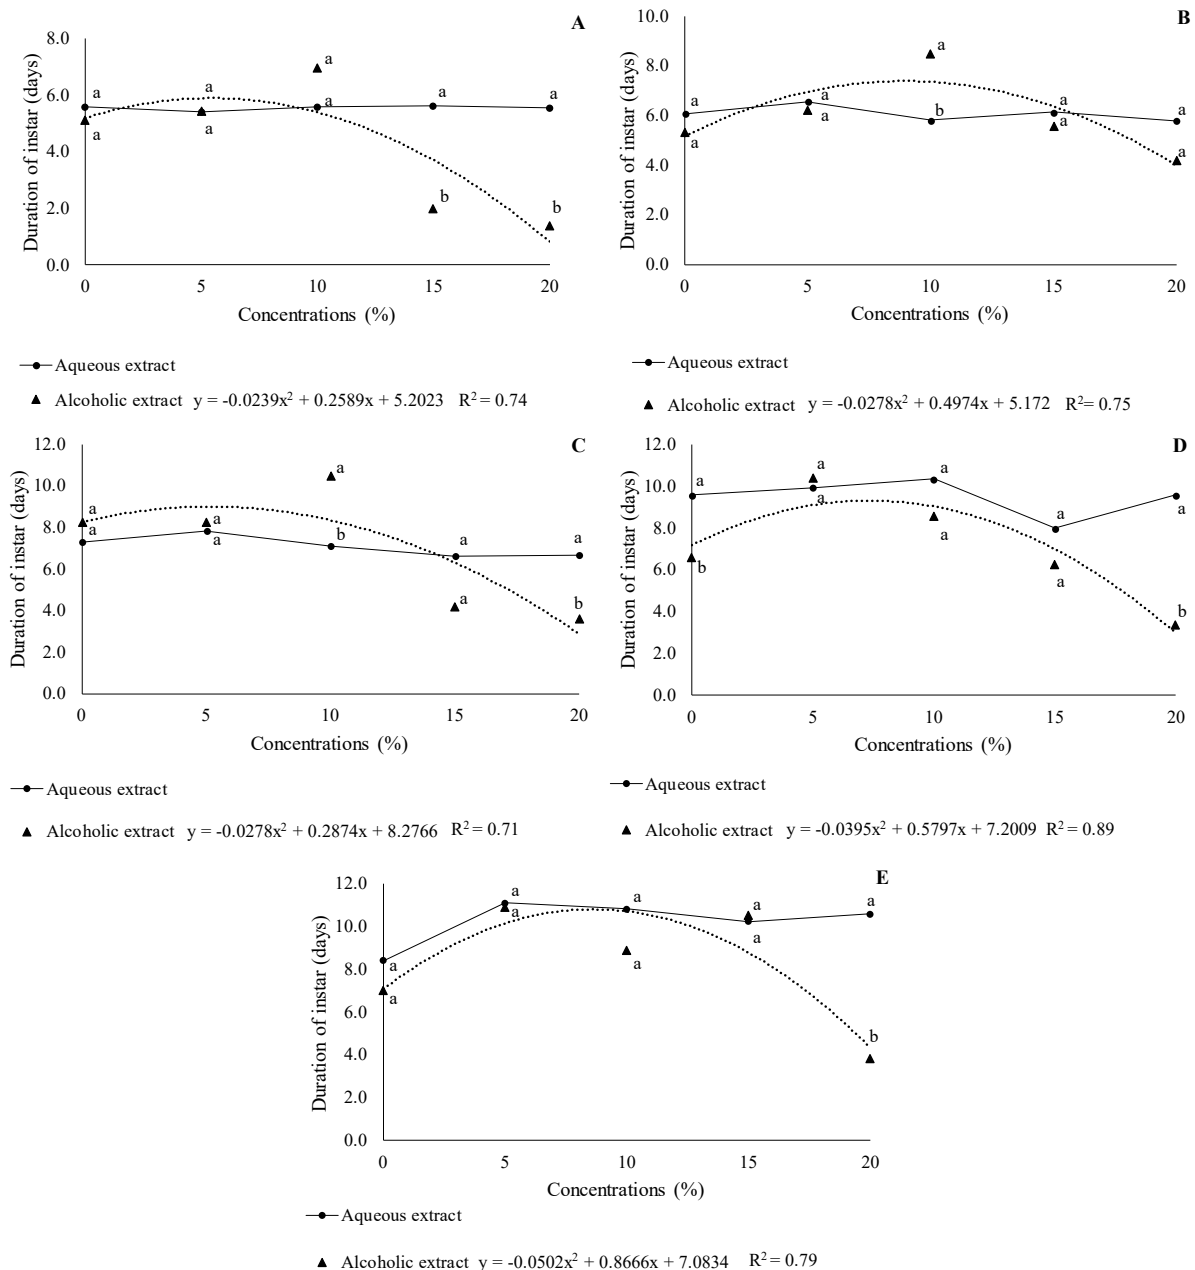 A
B
10.0
8.0
8.0
6.0
6.0
4.0
4.0
2.0
2.0
0.0
0.0
Duration of instar (days)
Duration of instar (days)
a
a
a
a
a
a
a
a
b
b
a
a
a
a
a
b
a
a
a
a
0 5 10 15 20
0 5 10 15 20
Concentrations (%)
Concentrations (%)
Aqueous extract
Aqueous extract
Alcoholic extract y = -0.0239x² + 0.2589x + 5.2023 R² = 0.74
Alcoholic extract y = -0.0278x² + 0.4974x + 5.172 R² = 0.75
C
D
12.0
10.0
8.0
6.0
4.0
2.0
0.0
12.0
10.0
8.0
6.0
4.0
2.0
0.0
Duration of instar (days)
Duration of instar (days)
a
a
a
a
a
b
a
a
a
b
a
b
a
a
a
a
a
a
a
b
0 5 10 15 20
0 5 10 15 20
Concentrations (%)
Concentrations (%)
Aqueous extract
Aqueous extract
Alcoholic extract y = -0.0278x² + 0.2874x + 8.2766 R² = 0.71
Alcoholic extract y = -0.0395x² + 0.5797x + 7.2009 R² = 0.89
E
12.0
10.0
8.0
6.0
4.0
2.0
0.0
Duration of instar (days)
a
a
a
a
a
a
a
a
a
b
0 5 10 15 20
Concentrations (%)
Aqueous extract
Alcoholic extract y = -0.0502x² + 0.8666x + 7.0834 R² = 0.79